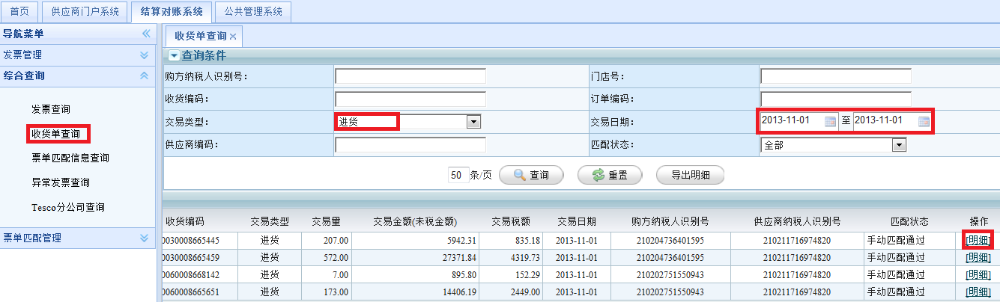 首页 供应商门户系统 结算对账系统 公共管理系统
导航菜单
发票管理
综合查询
发票查询
收货单查询
票单匹配信息查询
异常发票查询
Tesco分公司查询
票单匹配管理
收货单查询
查询条件
购方纳税人识别号： 门店号：
收货编码： 订单编码：
交易类型： 进货 交易日期： 2013-11-01 至 2013-11-01
供应商编码： 匹配状态： 全部
50 条/页 查询 重置 导出明细
收货编码 交易类型 交易量 交易金额(未税金额) 交易税额 交易日期 购方纳税人识别号 供应商纳税人识别号 匹配状态 操作
0030008665445 进货 207.00 5942.31 835.18 2013-11-01 210204736401595 210211716974820 手动匹配通过 [明细]
0030008665459 进货 572.00 27371.84 4319.73 2013-11-01 210204736401595 210211716974820 手动匹配通过 [明细]
0060008668142 进货 7.00 895.80 152.29 2013-11-01 210202751550943 210211716974820 手动匹配通过 [明细]
0060008665651 进货 173.00 14406.19 2449.00 2013-11-01 210202751550943 210211716974820 手动匹配通过 [明细]